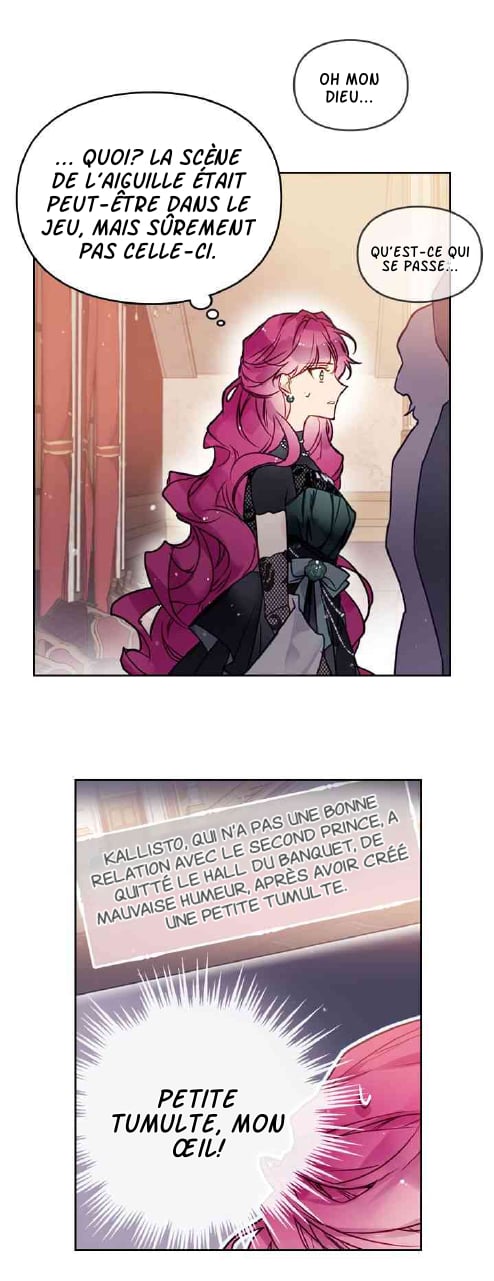 OH MON
DIEU...
... QUOI? LA SCÈNE
DE L'AIGUILLE ÉTAIT
PEUT-ÊTRE DANS LE
JEU, MAIS SÛREMENT
PAS CELLE-CI.
QU'EST-CE QUI
SE PASSE...
KALLISTO, QUI N'A PAS UNE BONNE
RELATION AVEC LE SECOND PRINCE, A
QUITTÉ LE HALL DU BANQUET, DE
MAUVAISE HUMEUR, APRÈS AVOIR CRÉÉ
UNE PETITE TUMULTE.
PETITE
TUMULTE, MON
ŒIL!